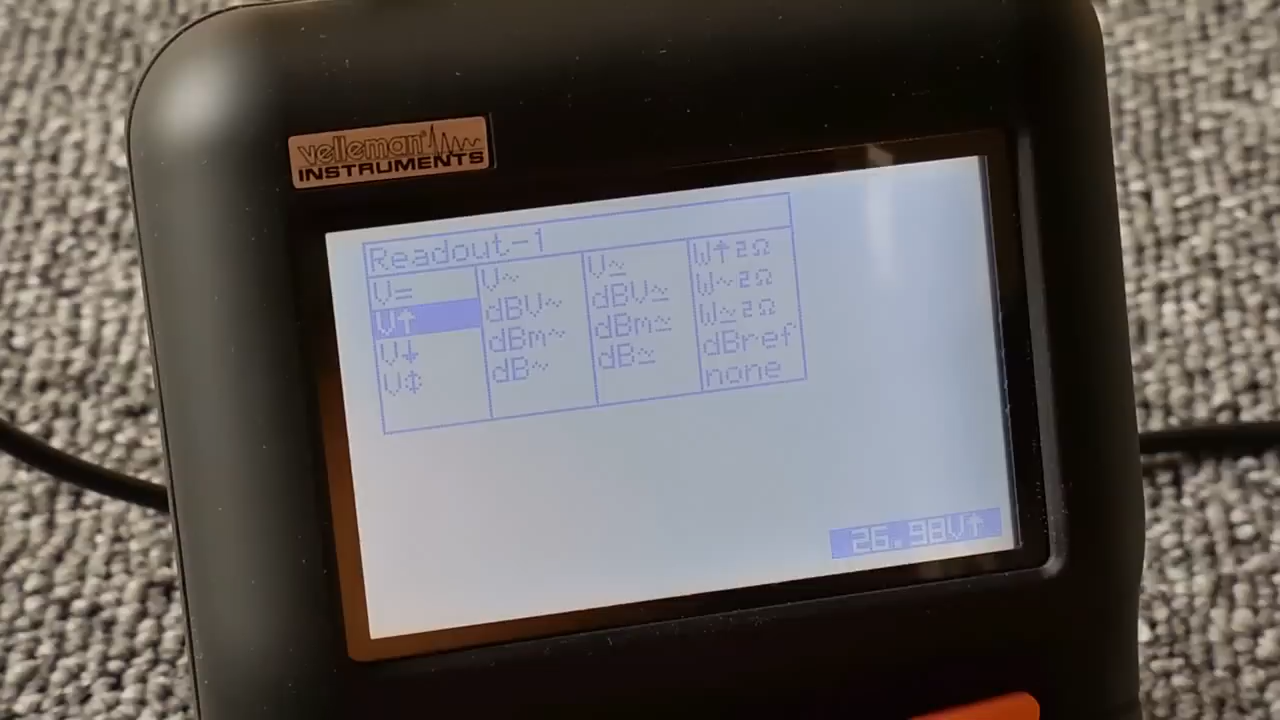 velleman®
INSTRUMENTS
Readout-1
V=
V↑
V↓
V↕
V~
dBV~
dBm~
dB~
V≃
dBV≃
dBm≃
dB≃
W↑2Ω
W~2Ω
W≃2Ω
dBref
none
26.98V↑